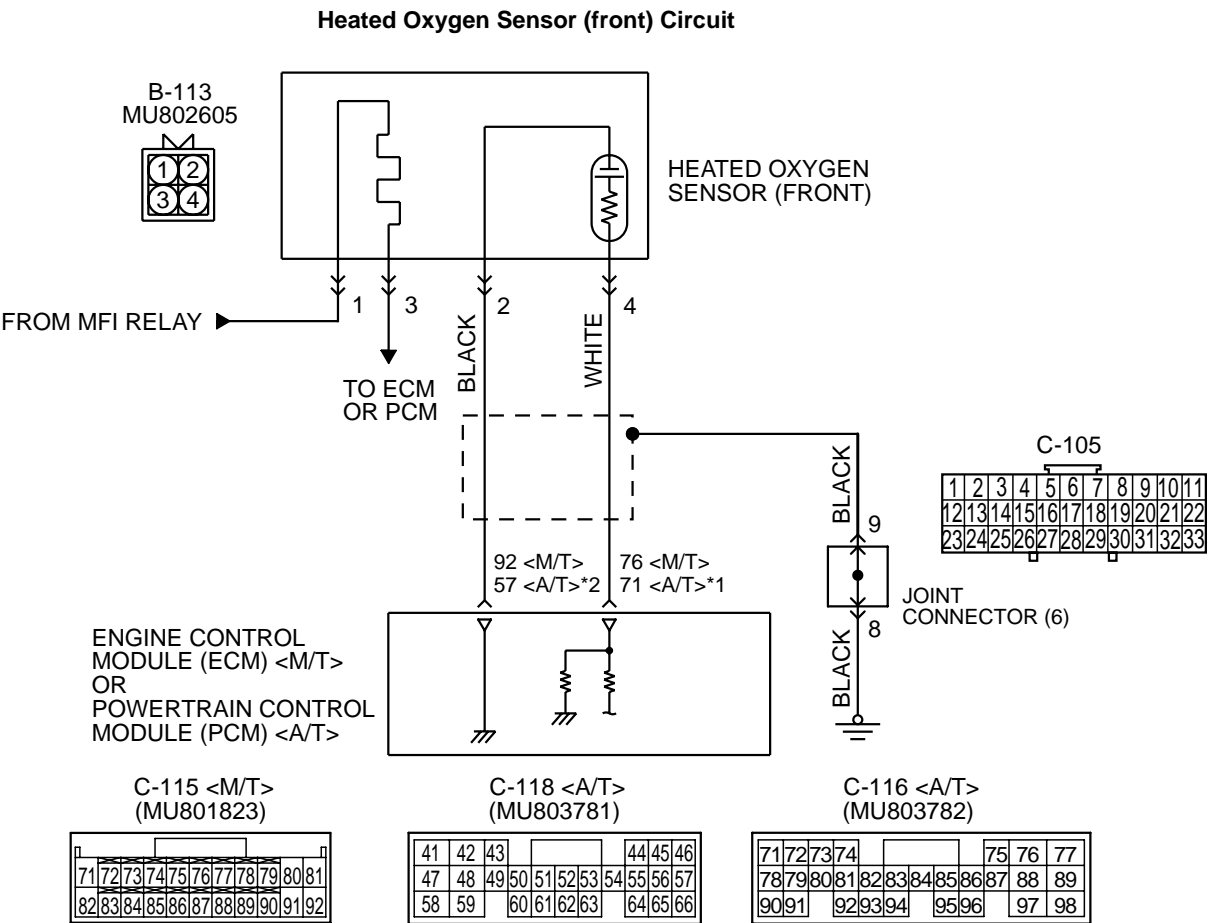 Heated Oxygen Sensor (front) Circuit
B-113
MU802605
1 2
3 4
HEATED OXYGEN
SENSOR (FRONT)
1 3 2 4
FROM MFI RELAY
BLACK
WHITE
TO ECM
OR PCM
BLACK
9
C-105
1 2 3 4 5 6 7 8 9 10 11
12 13 14 15 16 17 18 19 20 21 22
23 24 25 26 27 28 29 30 31 32 33
92 <M/T> 76 <M/T>
57 <A/T>*2 71 <A/T>*1
JOINT
CONNECTOR (6)
8
BLACK
ENGINE CONTROL
MODULE (ECM) <M/T>
OR
POWERTRAIN CONTROL
MODULE (PCM) <A/T>
C-115 <M/T>
(MU801823)
71 72 73 74 75 76 77 78 79 80 81
82 83 84 85 86 87 88 89 90 91 92
C-118 <A/T>
(MU803781)
41 42 43 44 45 46
47 48 49 50 51 52 53 54 55 56 57
58 59 60 61 62 63 64 65 66
C-116 <A/T>
(MU803782)
71 72 73 74 75 76 77
78 79 80 81 82 83 84 85 86 87 88 89
90 91 92 93 94 95 96 97 98